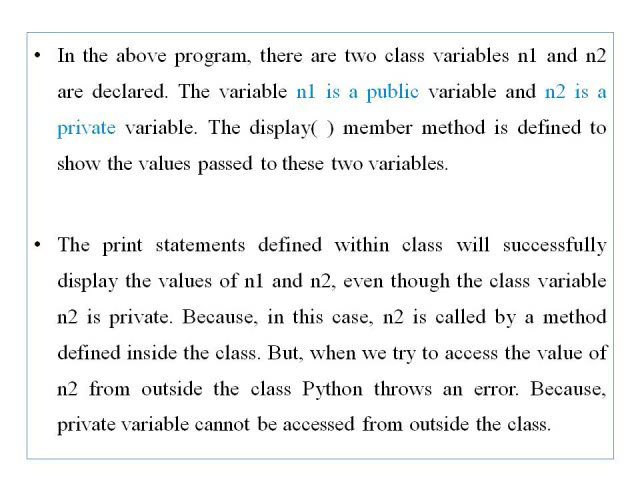 • In the above program, there are two class variables n1 and n2
are declared. The variable n1 is a public variable and n2 is a
private variable. The display( ) member method is defined to
show the values passed to these two variables.
• The print statements defined within class will successfully
display the values of n1 and n2, even though the class variable
n2 is private. Because, in this case, n2 is called by a method
defined inside the class. But, when we try to access the value of
n2 from outside the class Python throws an error. Because,
private variable cannot be accessed from outside the class.